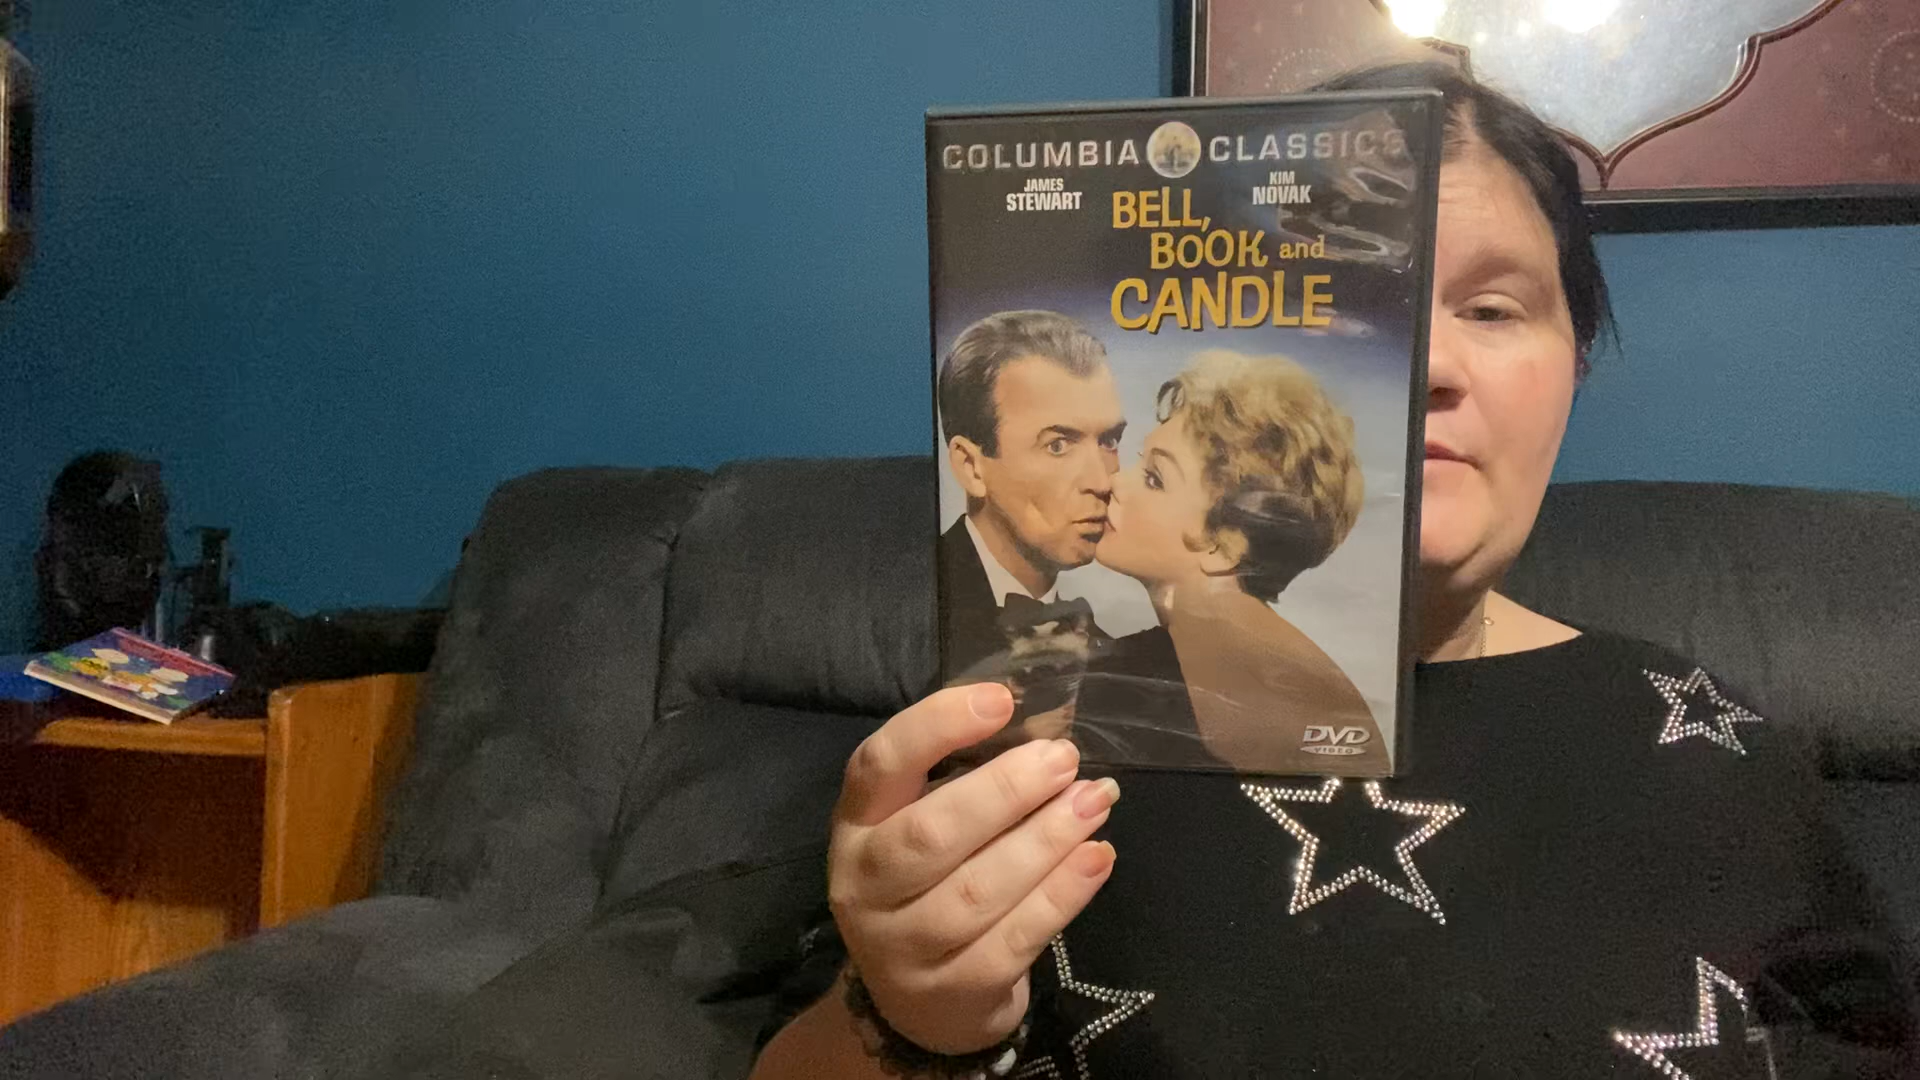 COLUMBIA CLASSICS
JAMES
STEWART
KIM
NOVAK
BELL,
BOOK and
CANDLE
DVD
VIDEO